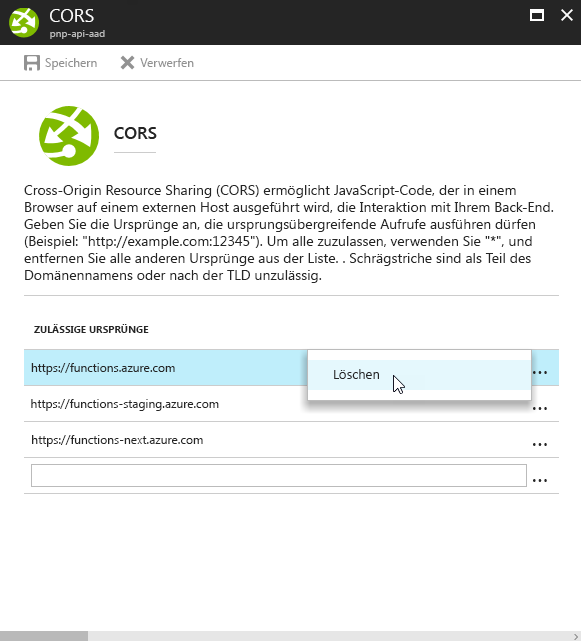 CORS
pnp-api-aad
Speichern
Verwerfen
CORS
Cross-Origin Resource Sharing (CORS) ermöglicht JavaScript-Code, der in einem
Browser auf einem externen Host ausgeführt wird, die Interaktion mit Ihrem Back-End.
Geben Sie die Ursprünge an, die ursprungsübergreifende Aufrufe ausführen dürfen
(Beispiel: "http://example.com:12345"). Um alle zuzulassen, verwenden Sie "*", und
entfernen Sie alle anderen Ursprünge aus der Liste. . Schrägstriche sind als Teil des
Domänennamens oder nach der TLD unzulässig.
ZULÄSSIGE URSPRÜNGE
https://functions.azure.com
Löschen
...
https://functions-staging.azure.com
...
https://functions-next.azure.com
...
...